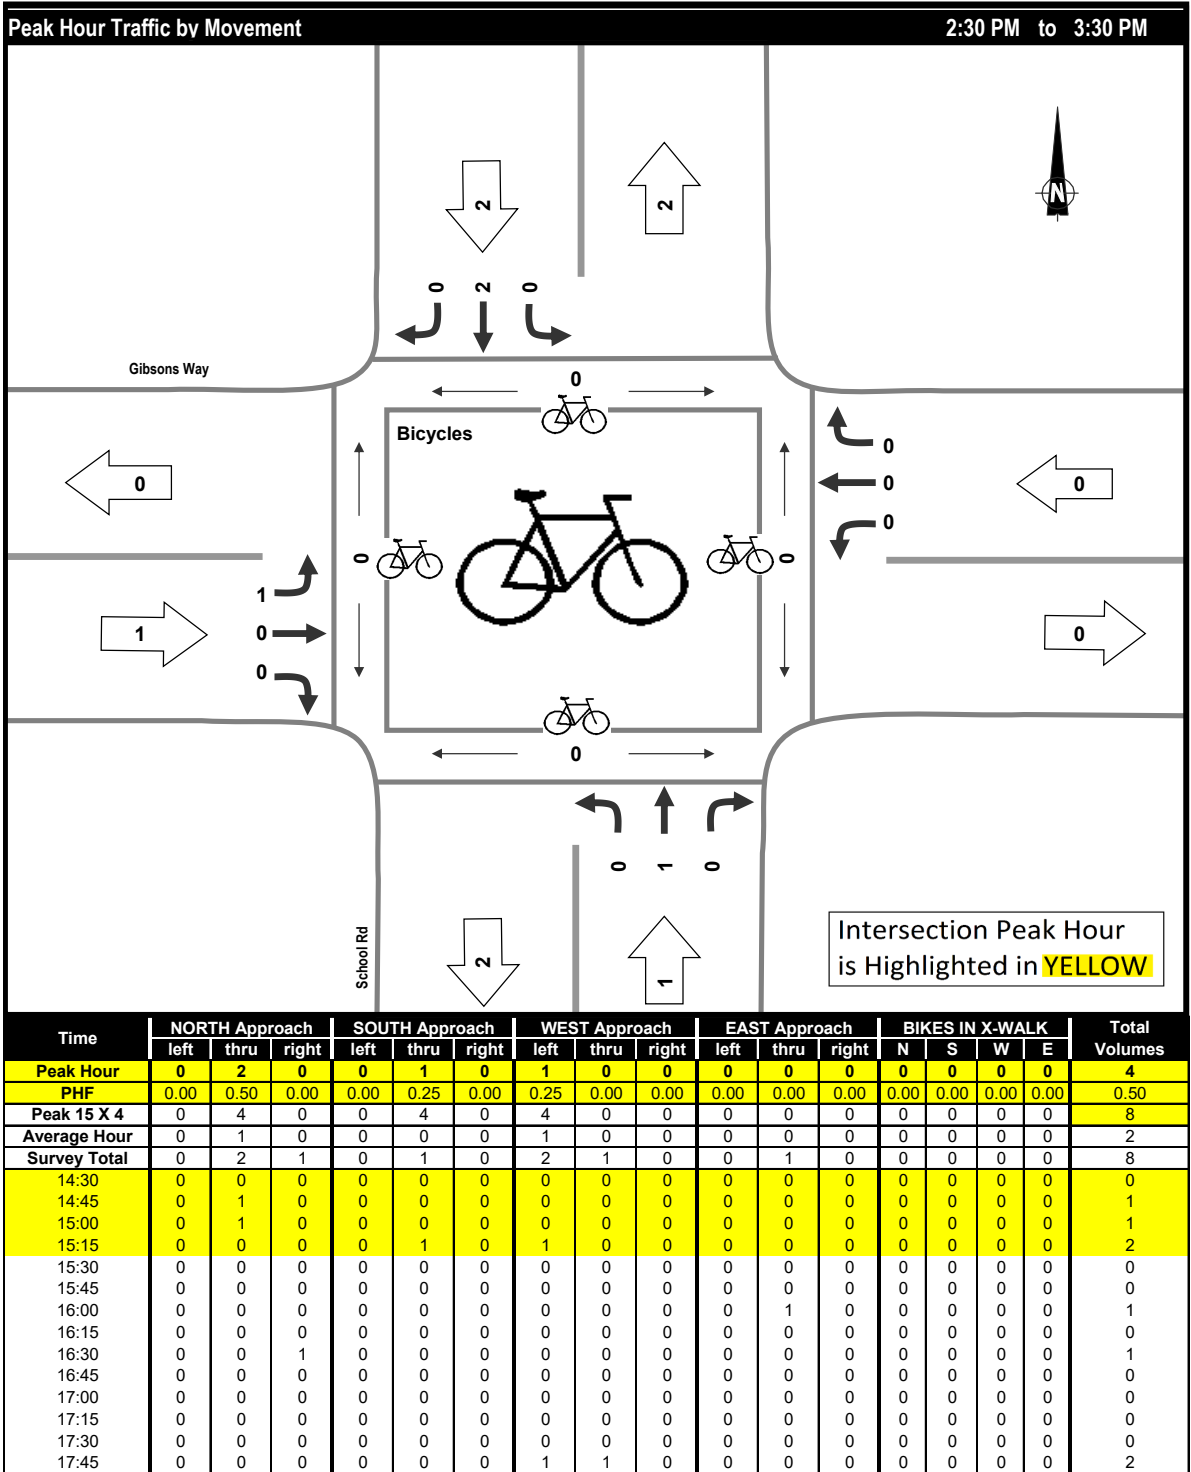 Peak Hour Traffic by Movement 2:30 PM to 3:30 PM
2 2
N
0 2 0
Gibsons Way
0
Bicycles
0
0 0 0
0
0 0
1
1 0 0
0
0
0 1 0
School Rd
2 1
Intersection Peak Hour
is Highlighted in YELLOW
Time NORTH Approach SOUTH Approach WEST Approach EAST Approach BIKES IN X-WALK Total
left thru right left thru right left thru right left thru right N S W E Volumes
Peak Hour 0 2 0 0 1 0 1 0 0 0 0 0 0 0 0 0 4
PHF 0.00 0.50 0.00 0.00 0.25 0.00 0.25 0.00 0.00 0.00 0.00 0.00 0.00 0.00 0.00 0.00 0.50
Peak 15 X 4 0 4 0 0 4 0 4 0 0 0 0 0 0 0 0 0 8
Average Hour 0 1 0 0 0 0 1 0 0 0 0 0 0 0 0 0 2
Survey Total 0 2 1 0 1 0 2 1 0 0 1 0 0 0 0 0 8
14:30 0 0 0 0 0 0 0 0 0 0 0 0 0 0 0 0 0
14:45 0 1 0 0 0 0 0 0 0 0 0 0 0 0 0 0 1
15:00 0 1 0 0 0 0 0 0 0 0 0 0 0 0 0 0 1
15:15 0 0 0 0 1 0 1 0 0 0 0 0 0 0 0 0 2
15:30 0 0 0 0 0 0 0 0 0 0 0 0 0 0 0 0 0
15:45 0 0 0 0 0 0 0 0 0 0 0 0 0 0 0 0 0
16:00 0 0 0 0 0 0 0 0 0 0 1 0 0 0 0 0 1
16:15 0 0 0 0 0 0 0 0 0 0 0 0 0 0 0 0 0
16:30 0 0 1 0 0 0 0 0 0 0 0 0 0 0 0 0 1
16:45 0 0 0 0 0 0 0 0 0 0 0 0 0 0 0 0 0
17:00 0 0 0 0 0 0 0 0 0 0 0 0 0 0 0 0 0
17:15 0 0 0 0 0 0 0 0 0 0 0 0 0 0 0 0 0
17:30 0 0 0 0 0 0 0 0 0 0 0 0 0 0 0 0 0
17:45 0 0 0 0 0 0 1 1 0 0 0 0 0 0 0 0 2